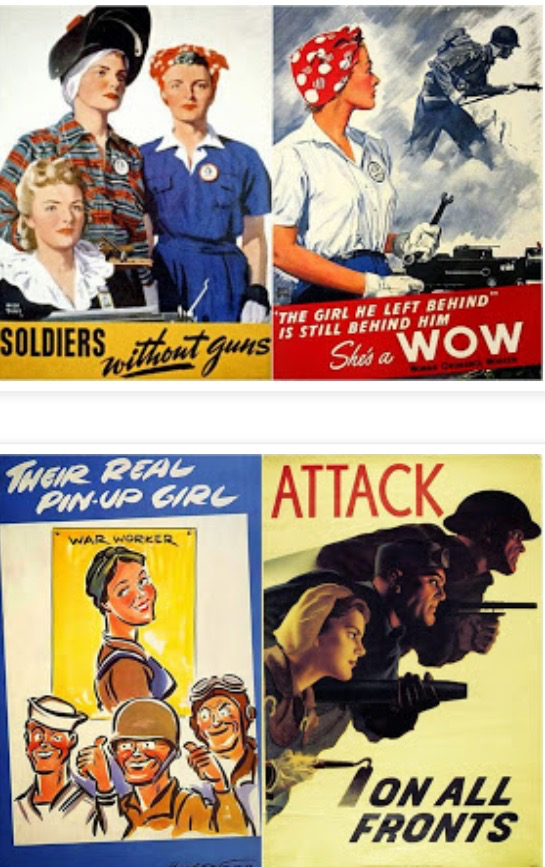 SOLDIERS
without guns
"THE GIRL HE LEFT BEHIND"
IS STILL BEHIND HIM
She's a WOW
WOMAN ORDNANCE WORKER
THEIR REAL
PIN-UP GIRL
WAR WORKER
ATTACK
ON ALL
FRONTS